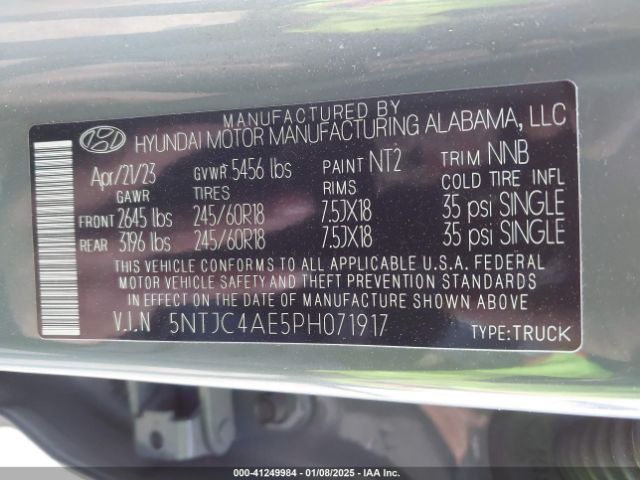 MANUFACTURED BY
HYUNDAI MOTOR MANUFACTURING ALABAMA, LLC
Apr/21/23 GVWR 5456 lbs PAINT NT2 TRIM NNB
GAWR TIRES RIMS COLD TIRE INFL
FRONT 2645 lbs 245/60R18 7.5JX18 35 psi SINGLE
REAR 3196 lbs 245/60R18 7.5JX18 35 psi SINGLE
THIS VEHICLE CONFORMS TO ALL APPLICABLE U.S.A. FEDERAL
MOTOR VEHICLE SAFETY AND THEFT PREVENTION STANDARDS
IN EFFECT ON THE DATE OF MANUFACTURE SHOWN ABOVE
V.I.N 5NTJC4AE5PH071917 TYPE:TRUCK
COPY: 0000-41249984 - 01/08/2025 - IAA Inc.